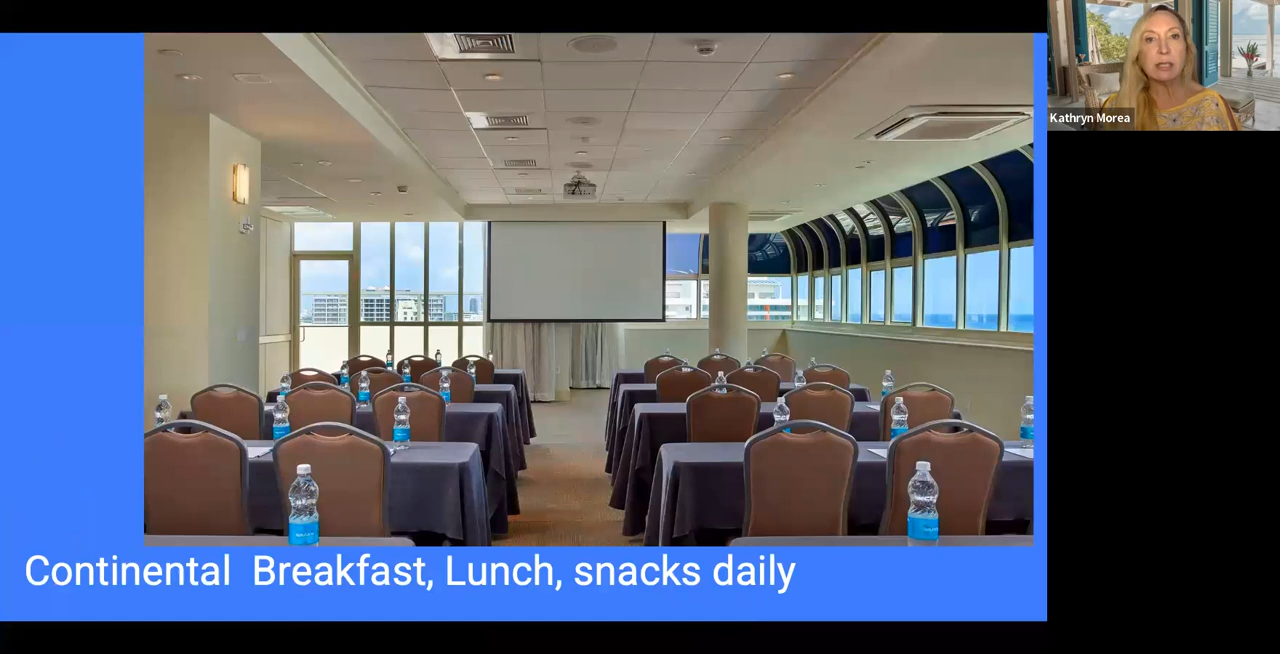 Kathryn Morea
Continental  Breakfast, Lunch, snacks daily